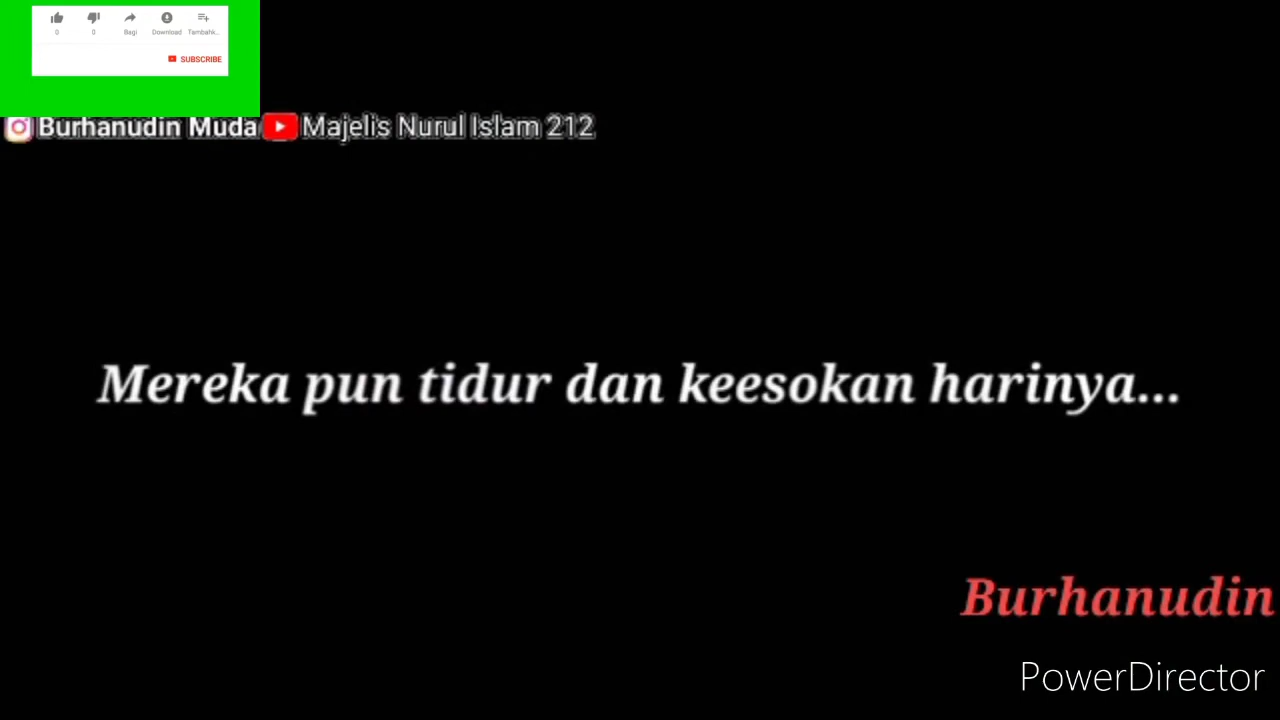 0 0 Bagi Download Tambahk...
SUBSCRIBE
Burhanudin Muda Majelis Nurul Islam 212
Mereka pun tidur dan keesokan harinya...
Burhanudin
PowerDirector